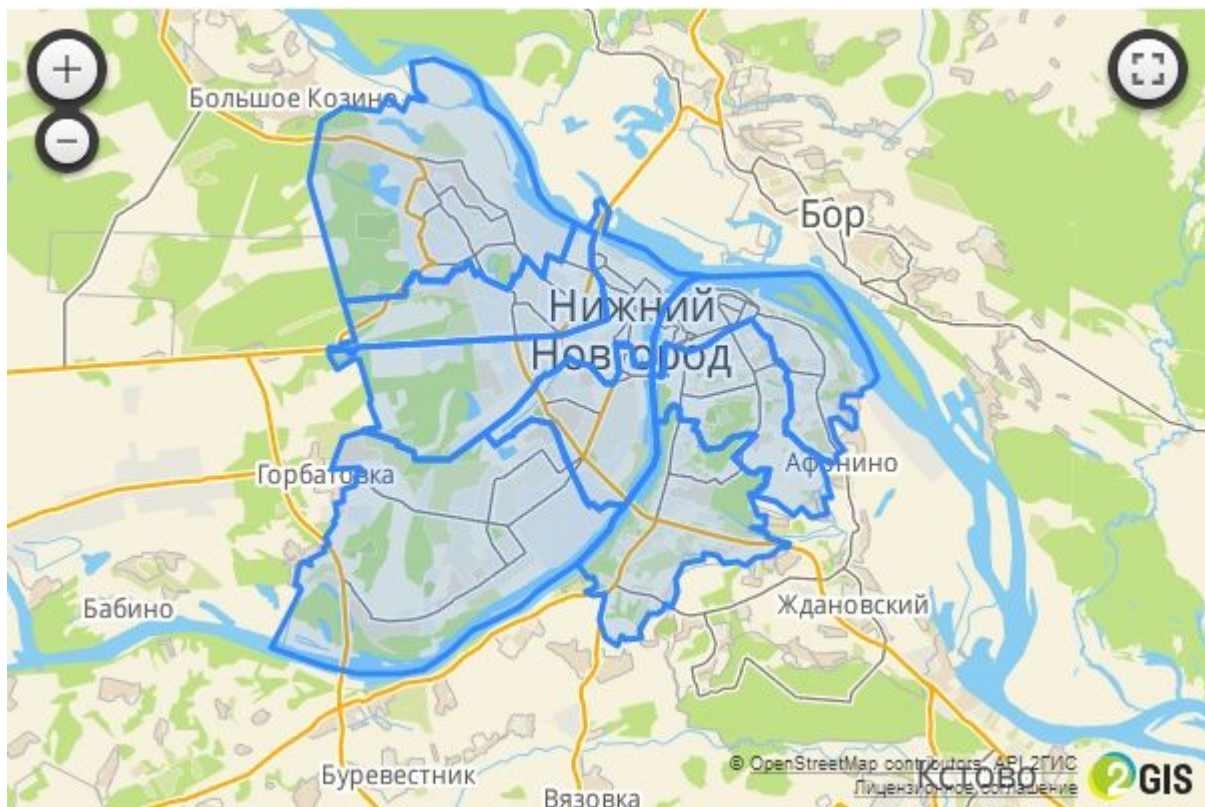 Большое Козино
Бор
Нижний
Новгород
Горбатовка
Афонино
Бабино
Ждановский
Буревестник
Вязовка
Кстово
© OpenStreetMap contributors, API 2ГИС
Лицензионное соглашение
2GIS